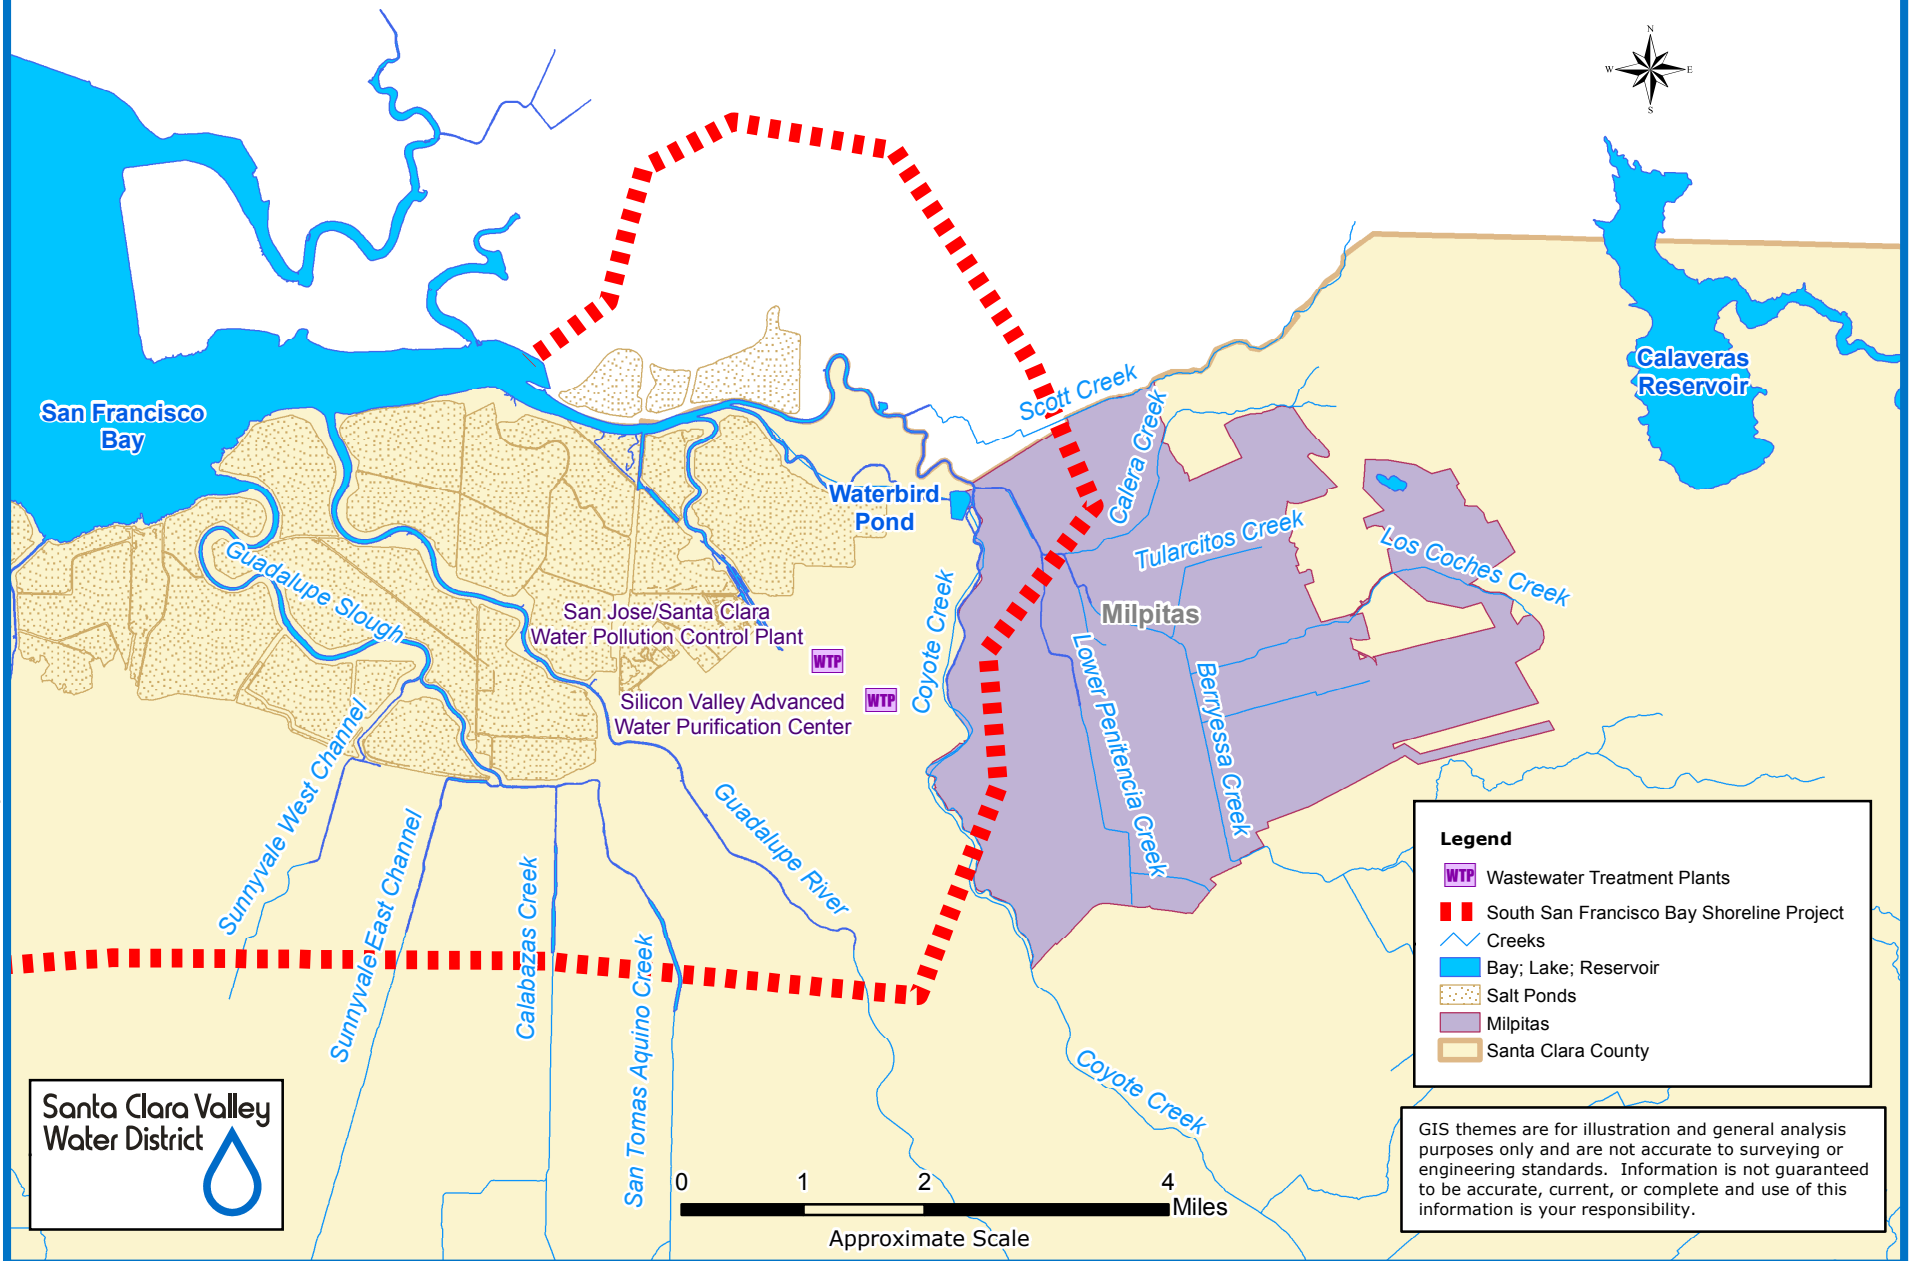 N
W
E
S
San Francisco
Bay
Calaveras
Reservoir
Scott Creek
Calera Creek
Waterbird
Pond
Tularcitos Creek
Los Coches Creek
Guadalupe Slough
San Jose/Santa Clara
Water Pollution Control Plant
WTP
Milpitas
Coyote Creek
Silicon Valley Advanced
Water Purification Center
WTP
Lower Penitencia Creek
Berryessa Creek
Sunnyvale West Channel
Sunnyvale East Channel
Calabazas Creek
San Tomas Aquino Creek
Guadalupe River
Coyote Creek
Legend
WTP Wastewater Treatment Plants
South San Francisco Bay Shoreline Project
Creeks
Bay; Lake; Reservoir
Salt Ponds
Milpitas
Santa Clara County
Santa Clara Valley
Water District
0 1 2 4
Miles
Approximate Scale
GIS themes are for illustration and general analysis
purposes only and are not accurate to surveying or
engineering standards. Information is not guaranteed
to be accurate, current, or complete and use of this
information is your responsibility.